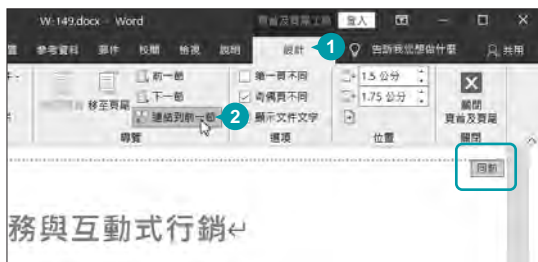 W-149.docx - Word 頁首及頁尾工具 登入
置 參考資料 郵件 校閱 檢視 說明 設計 1 告訴我您想做什麼 共用
前一節 第一頁不同 1.5 公分
移至頁尾 下一節 奇偶頁不同 1.75 公分 關閉
連結到前一節 2 顯示文件文字 頁首及頁尾
導覽 選項 位置 關閉
同前
務與互動式行銷↵